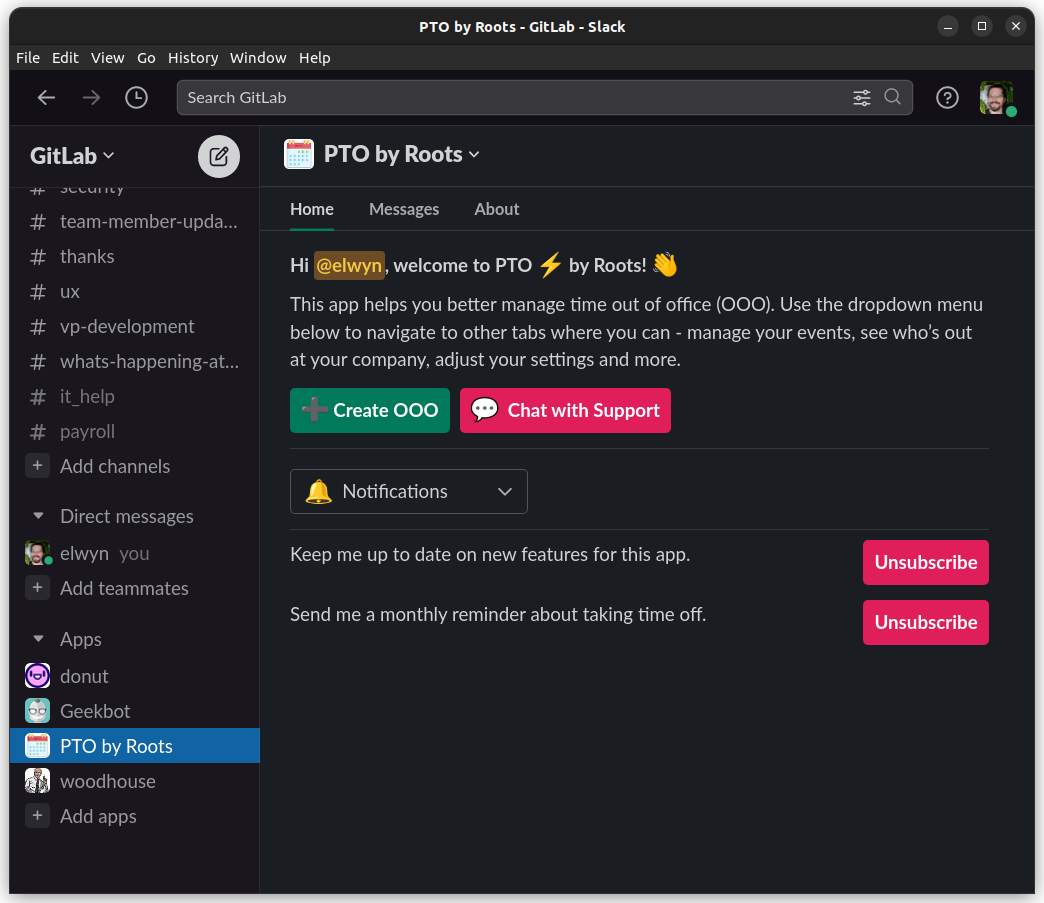 PTO by Roots - GitLab - Slack
File Edit View Go History Window Help
Search GitLab
GitLab
security
# team-member-upda...
# thanks
# ux
# vp-development
# whats-happening-at...
# it_help
# payroll
+ Add channels
Direct messages
elwyn you
+ Add teammates
Apps
donut
Geekbot
PTO by Roots
woodhouse
+ Add apps
PTO by Roots
Home Messages About
Hi @elwyn, welcome to PTO ⚡ by Roots! 👋
This app helps you better manage time out of office (OOO). Use the dropdown menu
below to navigate to other tabs where you can - manage your events, see who’s out
at your company, adjust your settings and more.
➕ Create OOO 💬 Chat with Support
🔔 Notifications
Keep me up to date on new features for this app. Unsubscribe
Send me a monthly reminder about taking time off. Unsubscribe